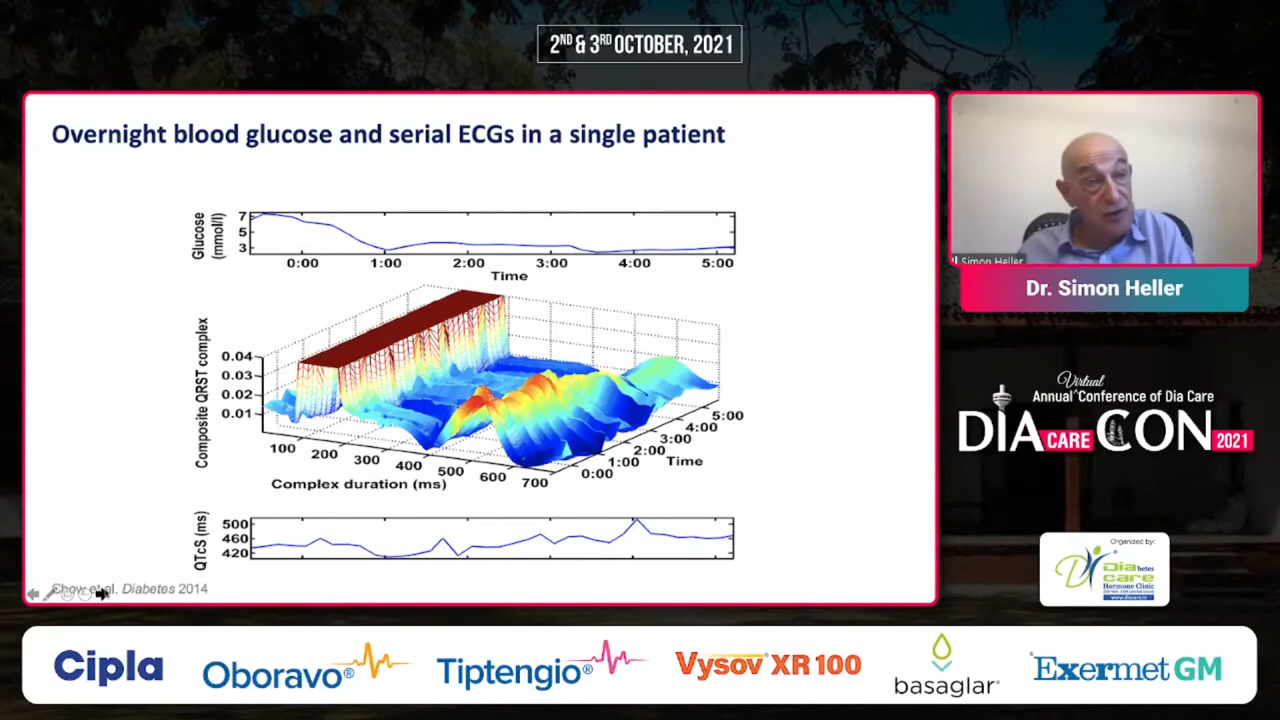 2ND & 3RD OCTOBER, 2021
Overnight blood glucose and serial ECGs in a single patient
Glucose
(mmol/l)
7
5
3
0:00 1:00 2:00 3:00 4:00 5:00
Time
Composite QRST complex
0.04
0.03
0.02
0.01
100 200 300 400 500 600 700
Complex duration (ms)
0:00 1:00 2:00 3:00 4:00 5:00
Time
QTcS (ms)
500
460
420
Chow et al. Diabetes 2014
Simon Heller
Dr. Simon Heller
Virtual
Annual Conference of Dia Care
DIA CARE CON 2021
Organized by:
Diabetes
care
Hormone Clinic
Cipla
Oboravo®
Tiptengio®
Vysov® XR 100
basaglar®
Exermet GM